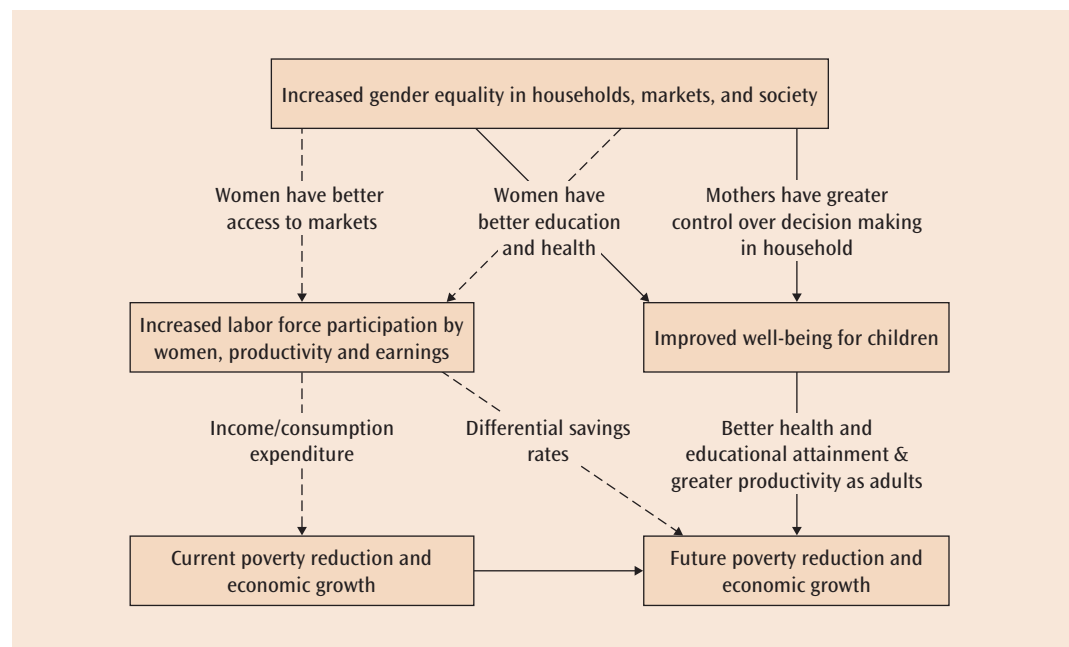 Increased gender equality in households, markets, and society
Women have better
access to markets
Women have
better education
and health
Mothers have greater
control over decision making
in household
Increased labor force participation by
women, productivity and earnings
Improved well-being for children
Income/consumption
expenditure
Differential savings
rates
Better health and
educational attainment &
greater productivity as adults
Current poverty reduction and
economic growth
Future poverty reduction and
economic growth